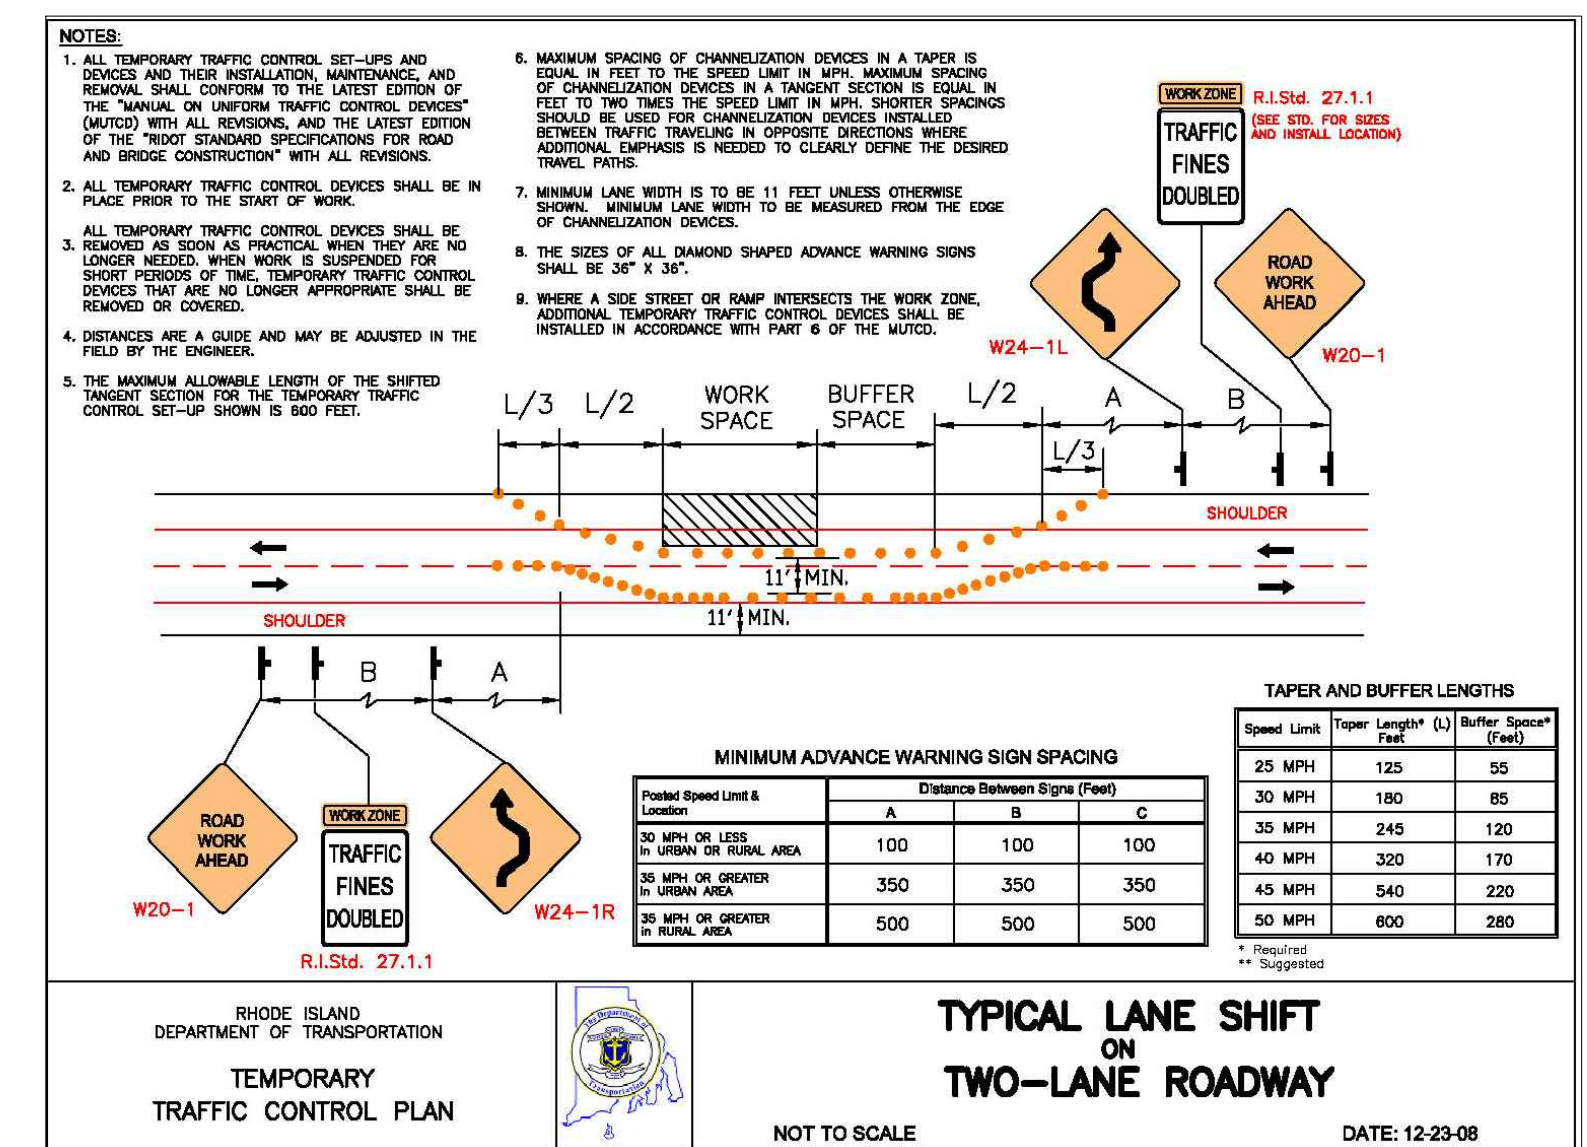 NOTES:
1. ALL TEMPORARY TRAFFIC CONTROL SET-UPS AND
DEVICES AND THEIR INSTALLATION, MAINTENANCE, AND
REMOVAL SHALL CONFORM TO THE LATEST EDITION OF
THE "MANUAL ON UNIFORM TRAFFIC CONTROL DEVICES"
(MUTCD) WITH ALL REVISIONS, AND THE LATEST EDITION
OF THE "RIDOT STANDARD SPECIFICATIONS FOR ROAD
AND BRIDGE CONSTRUCTION" WITH ALL REVISIONS.
2. ALL TEMPORARY TRAFFIC CONTROL DEVICES SHALL BE IN
PLACE PRIOR TO THE START OF WORK.
ALL TEMPORARY TRAFFIC CONTROL DEVICES SHALL BE
3. REMOVED AS SOON AS PRACTICAL WHEN THEY ARE NO
LONGER NEEDED. WHEN WORK IS SUSPENDED FOR
SHORT PERIODS OF TIME, TEMPORARY TRAFFIC CONTROL
DEVICES THAT ARE NO LONGER APPROPRIATE SHALL BE
REMOVED OR COVERED.
4. DISTANCES ARE A GUIDE AND MAY BE ADJUSTED IN THE
FIELD BY THE ENGINEER.
5. THE MAXIMUM ALLOWABLE LENGTH OF THE SHIFTED
TANGENT SECTION FOR THE TEMPORARY TRAFFIC
CONTROL SET-UP SHOWN IS 600 FEET.
6. MAXIMUM SPACING OF CHANNELIZATION DEVICES IN A TAPER IS
EQUAL IN FEET TO THE SPEED LIMIT IN MPH. MAXIMUM SPACING
OF CHANNELIZATION DEVICES IN A TANGENT SECTION IS EQUAL IN
FEET TO TWO TIMES THE SPEED LIMIT IN MPH. SHORTER SPACINGS
SHOULD BE USED FOR CHANNELIZATION DEVICES INSTALLED
BETWEEN TRAFFIC TRAVELING IN OPPOSITE DIRECTIONS WHERE
ADDITIONAL EMPHASIS IS NEEDED TO CLEARLY DEFINE THE DESIRED
TRAVEL PATHS.
7. MINIMUM LANE WIDTH IS TO BE 11 FEET UNLESS OTHERWISE
SHOWN. MINIMUM LANE WIDTH TO BE MEASURED FROM THE EDGE
OF CHANNELIZATION DEVICES.
8. THE SIZES OF ALL DIAMOND SHAPED ADVANCE WARNING SIGNS
SHALL BE 36" X 36".
9. WHERE A SIDE STREET OR RAMP INTERSECTS THE WORK ZONE,
ADDITIONAL TEMPORARY TRAFFIC CONTROL DEVICES SHALL BE
INSTALLED IN ACCORDANCE WITH PART 6 OF THE MUTCD.
WORK ZONE
TRAFFIC
FINES
DOUBLED
R.I.Std. 27.1.1
(SEE STD. FOR SIZES
AND INSTALL LOCATION)
W24-1L
ROAD
WORK
AHEAD
W20-1
L/3
L/2
WORK
SPACE
BUFFER
SPACE
L/2
A
B
L/3
SHOULDER
11' MIN.
11' MIN.
SHOULDER
B
A
ROAD
WORK
AHEAD
W20-1
WORK ZONE
TRAFFIC
FINES
DOUBLED
R.I.Std. 27.1.1
W24-1R
MINIMUM ADVANCE WARNING SIGN SPACING
Posted Speed Limit &
Location
Distance Between Signs (Feet)
A B C
30 MPH OR LESS
in URBAN OR RURAL AREA
100 100 100
35 MPH OR GREATER
in URBAN AREA
350 350 350
35 MPH OR GREATER
in RURAL AREA
500 500 500
TAPER AND BUFFER LENGTHS
Speed Limit
Taper Length* (L)
Feet
Buffer Space*
(Feet)
25 MPH 125 55
30 MPH 180 85
35 MPH 245 120
40 MPH 320 170
45 MPH 540 220
50 MPH 600 280
* Required
** Suggested
RHODE ISLAND
DEPARTMENT OF TRANSPORTATION
TEMPORARY
TRAFFIC CONTROL PLAN
The Department of
Transportation
TYPICAL LANE SHIFT
ON
TWO-LANE ROADWAY
NOT TO SCALE
DATE: 12-23-08